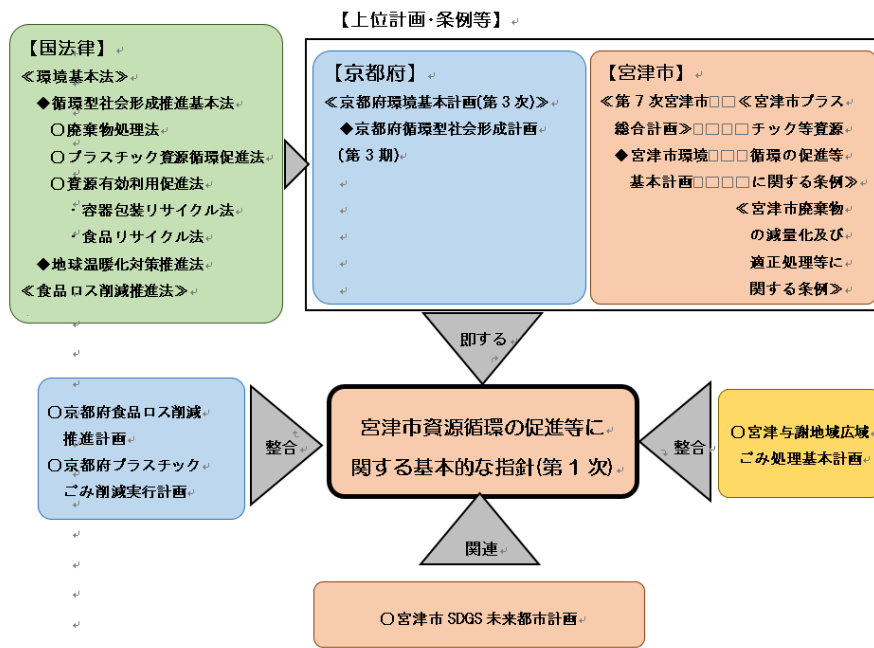 【上位計画・条例等】
【国法律】
≪環境基本法≫
◆循環型社会形成推進基本法
〇廃棄物処理法
〇プラスチック資源循環促進法
〇資源有効利用促進法
・容器包装リサイクル法
・食品リサイクル法
◆地球温暖化対策推進法
≪食品ロス削減推進法≫
【京都府】
≪京都府環境基本計画(第3次)≫
◆京都府循環型社会形成計画
(第3期)
【宮津市】
≪第7次宮津市□□≪宮津市プラス
総合計画≫□□□□チック等資源
◆宮津市環境□□□循環の促進等
基本計画□□□□に関する条例≫
≪宮津市廃棄物
の減量化及び
適正処理等に
関する条例≫
即する
〇京都府食品ロス削減
推進計画
〇京都府プラスチック
ごみ削減実行計画
整合
宮津市資源循環の促進等に
関する基本的な指針(第1次)
整合
〇宮津与謝地域広域
ごみ処理基本計画
関連
〇宮津市SDGS未来都市計画